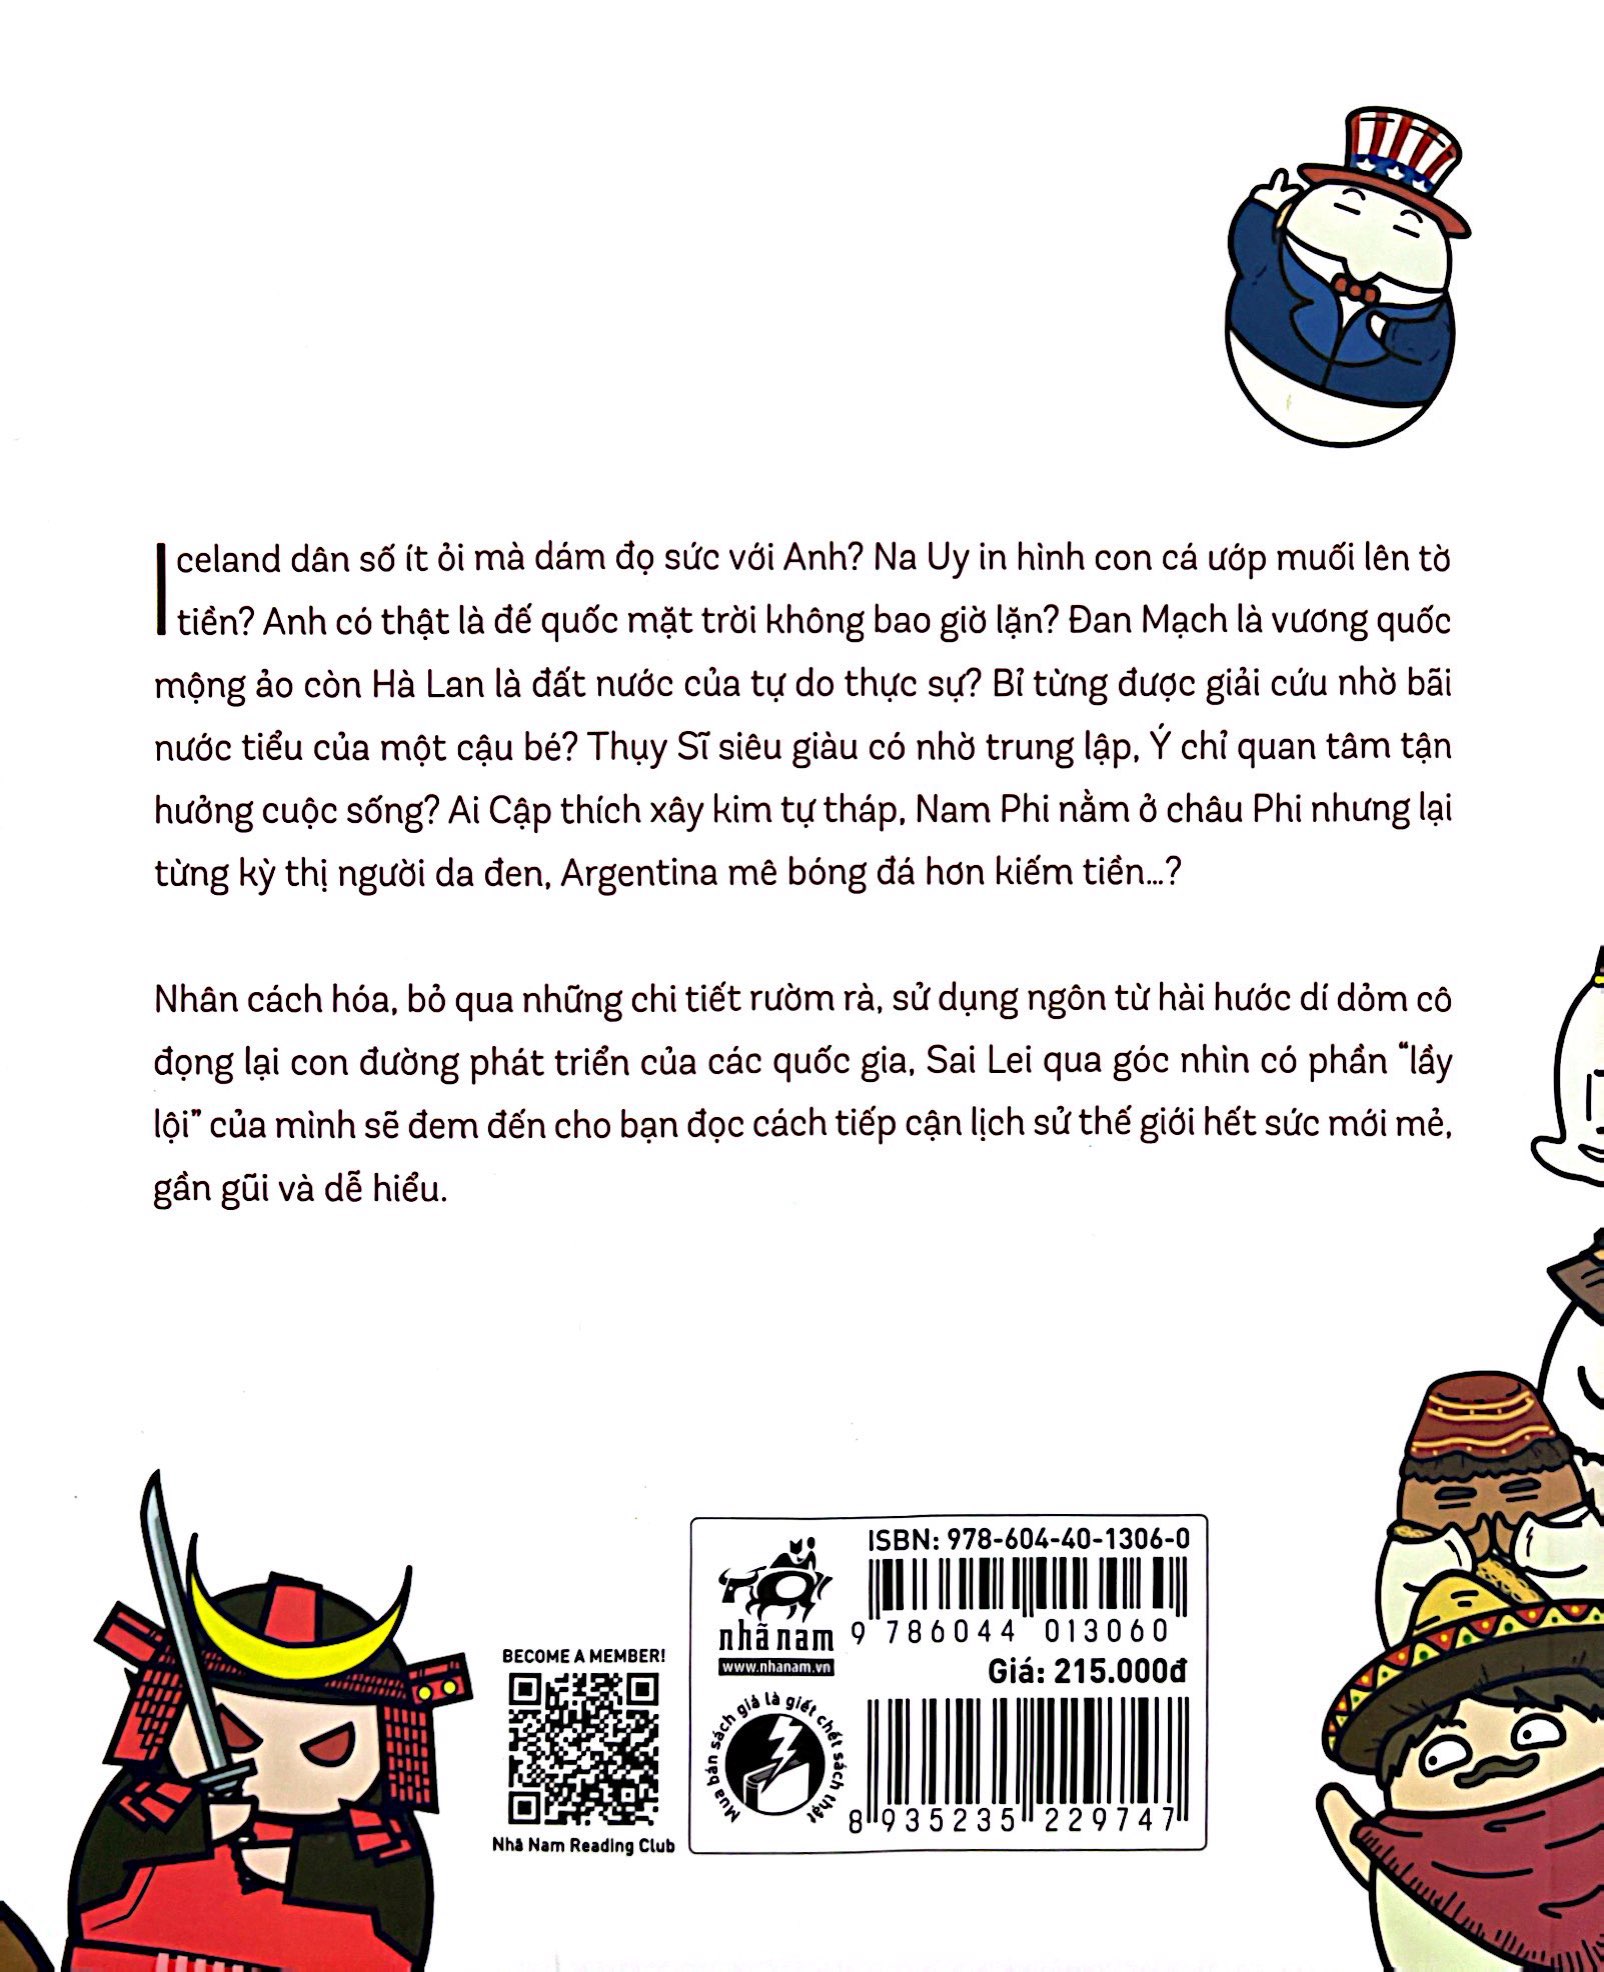 Iceland dân số ít ỏi mà dám đọ sức với Anh? Na Uy in hình con cá ướp muối lên tờ
tiền? Anh có thật là đế quốc mặt trời không bao giờ lặn? Đan Mạch là vương quốc
mộng ảo còn Hà Lan là đất nước của tự do thực sự? Bỉ từng được giải cứu nhờ bãi
nước tiểu của một cậu bé? Thụy Sĩ siêu giàu có nhờ trung lập, Ý chỉ quan tâm tận
hưởng cuộc sống? Ai Cập thích xây kim tự tháp, Nam Phi nằm ở châu Phi nhưng lại
từng kỳ thị người da đen, Argentina mê bóng đá hơn kiếm tiền...?
Nhân cách hóa, bỏ qua những chi tiết rườm rà, sử dụng ngôn từ hài hước dí dỏm cô
đọng lại con đường phát triển của các quốc gia, Sai Lei qua góc nhìn có phần “lầy
lội” của mình sẽ đem đến cho bạn đọc cách tiếp cận lịch sử thế giới hết sức mới mẻ,
gần gũi và dễ hiểu.
BECOME A MEMBER!
Nhã Nam Reading Club
nhã nam
www.nhanam.vn
Mua bán sách giả là giết chết sách thật
ISBN: 978-604-40-1306-0
9 786044 013060
Giá: 215.000đ
8 935235 229747